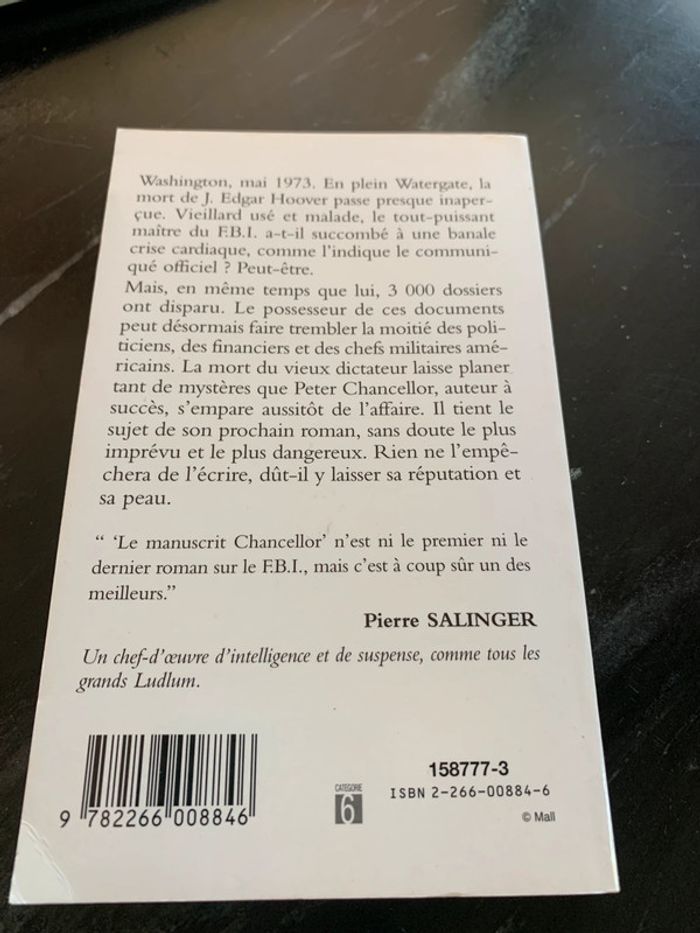 Washington, mai 1973. En plein Watergate, la
mort de J. Edgar Hoover passe presque inaper-
çue. Vieillard usé et malade, le tout-puissant
maître du F.B.I. a-t-il succombé à une banale
crise cardiaque, comme l'indique le communi-
qué officiel ? Peut-être.
Mais, en même temps que lui, 3 000 dossiers
ont disparu. Le possesseur de ces documents
peut désormais faire trembler la moitié des poli-
ticiens, des financiers et des chefs militaires amé-
ricains. La mort du vieux dictateur laisse planer
tant de mystères que Peter Chancellor, auteur à
succès, s'empare aussitôt de l'affaire. Il tient le
sujet de son prochain roman, sans doute le plus
imprévu et le plus dangereux. Rien ne l'empê-
chera de l'écrire, dût-il y laisser sa réputation et
sa peau.
“ ‘Le manuscrit Chancellor’ n'est ni le premier ni le
dernier roman sur le F.B.I., mais c'est à coup sûr un des
meilleurs.”
Pierre SALINGER
Un chef-d'œuvre d'intelligence et de suspense, comme tous les
grands Ludlum.
158777-3
ISBN 2-266-00884-6
© Mall
CATEGORIE
6
9 782266 008846